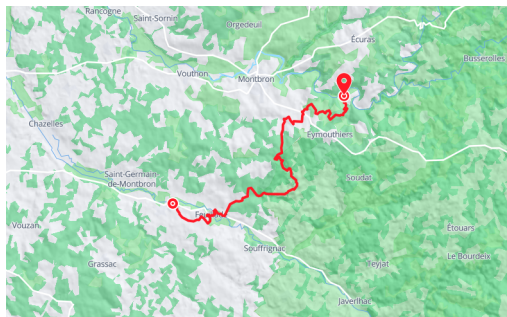 Rancogne
Saint-Sornin
Orgedeuil
Écuras
Busserolles
Vouthon
Montbron
Chazelles
Eymouthiers
Saint-Germain
de-Montbron
Soudat
Vouzan
Souffrignac
Étouars
Grassac
Teyjat
Le Bourdeix
Javerlhac